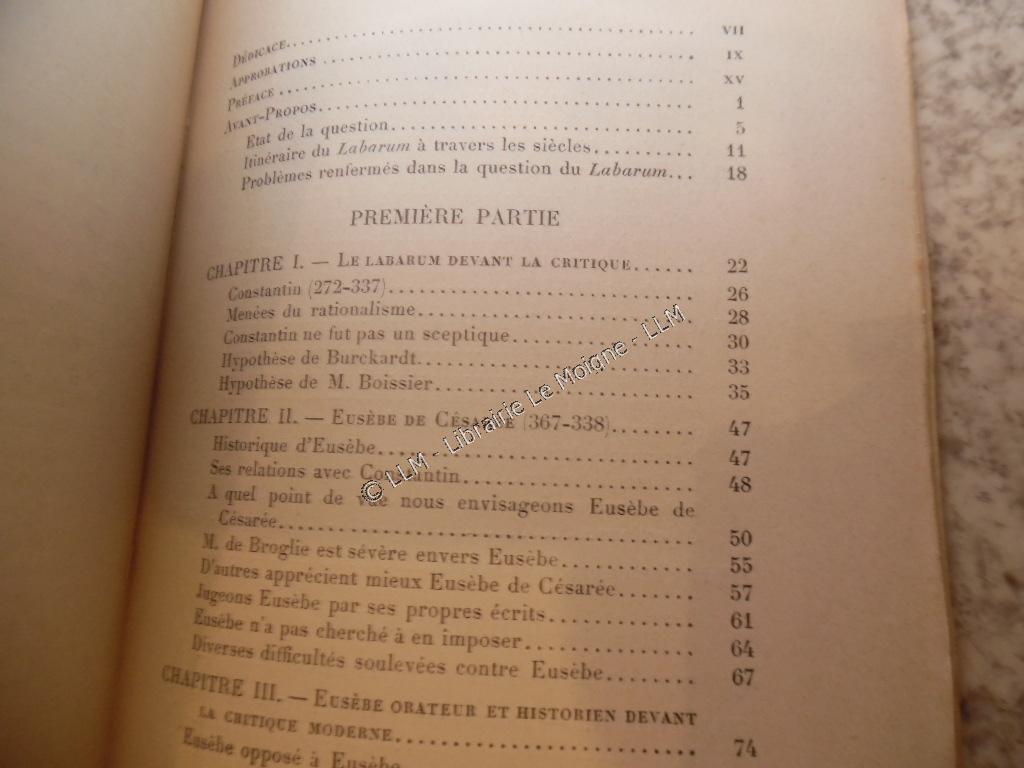 DÉDICACE........ VII
APPROBATIONS ........ IX
PRÉFACE ........ XV
AVANT-PROPOS........ 1
Etat de la question........ 5
Itinéraire du Labarum à travers les siècles........ 11
Problèmes renfermés dans la question du Labarum... 18
PREMIÈRE PARTIE
CHAPITRE I. — LE LABARUM DEVANT LA CRITIQUE...... 22
Constantin (272-337)........ 26
Menées du rationalisme........ 28
Constantin ne fut pas un sceptique........ 30
Hypothèse de Burckardt........ 33
Hypothèse de M. Boissier........ 35
CHAPITRE II. — EUSÈBE DE CÉSARÉE (367-338)........ 47
Historique d'Eusèbe........ 47
Ses relations avec Constantin........ 48
A quel point de vue nous envisageons Eusèbe de
Césarée........ 50
M. de Broglie est sévère envers Eusèbe........ 55
D'autres apprécient mieux Eusèbe de Césarée....... 57
Jugeons Eusèbe par ses propres écrits........ 61
Eusèbe n'a pas cherché à en imposer........ 64
Diverses difficultés soulevées contre Eusèbe........ 67
CHAPITRE III. — EUSÈBE ORATEUR ET HISTORIEN DEVANT
LA CRITIQUE MODERNE........ 74
Eusèbe opposé à Eusèbe
© LLM - Librairie Le Moigne - LLM